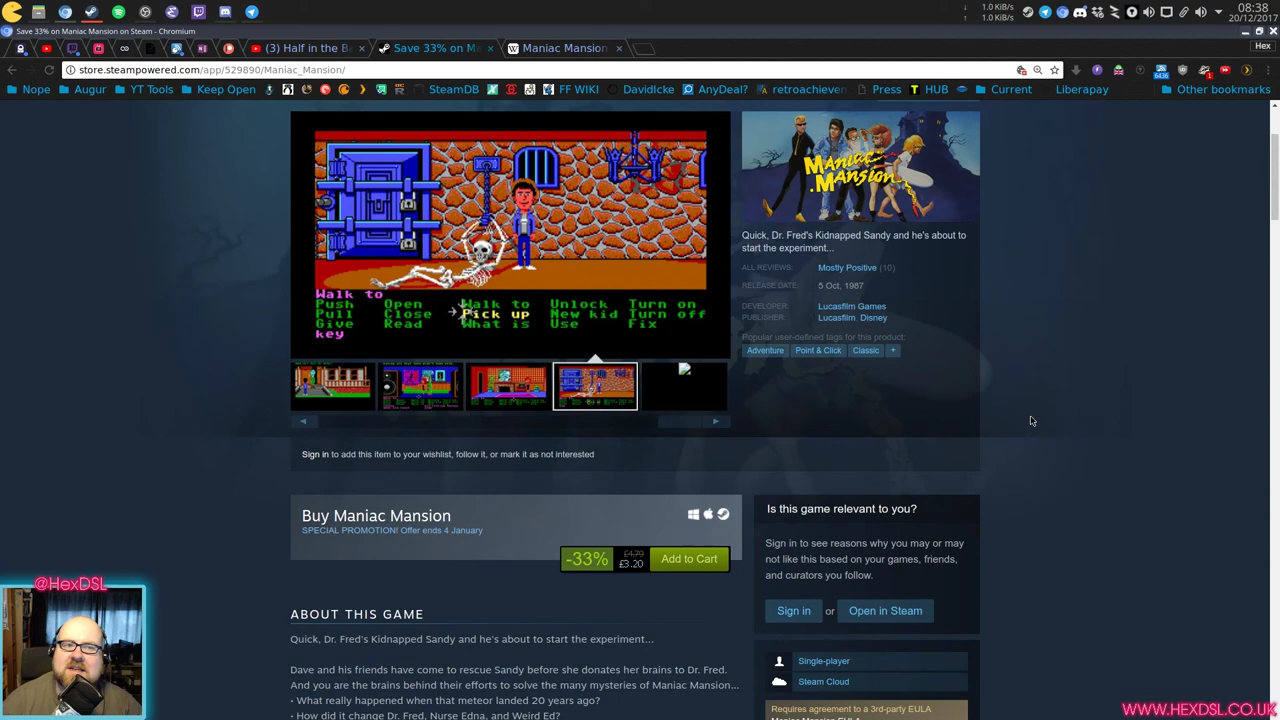 1.0 KiB/s
1.0 KiB/s
08:38
20/12/2017
Save 33% on Maniac Mansion on Steam - Chromium
Hex
(3) Half in the Ba
Save 33% on Ma
Maniac Mansion
store.steampowered.com/app/529890/Maniac_Mansion/
6436
Nope
Augur
YT Tools
Keep Open
SteamDB
FF WIKI
DavidIcke
AnyDeal?
retroachieven
Press
HUB
Current
Liberapay
Other bookmarks
MANIAC
MANSION
Walk to
Push Open Walk to Unlock Turn on
Pull Close Pick up New kid Turn off
Give Read What is Use Fix
key
Quick, Dr. Fred's Kidnapped Sandy and he's about to
start the experiment...
ALL REVIEWS: Mostly Positive (10)
RELEASE DATE: 5 Oct, 1987
DEVELOPER: Lucasfilm Games
PUBLISHER: Lucasfilm, Disney
Popular user-defined tags for this product:
Adventure Point & Click Classic +
Sign in to add this item to your wishlist, follow it, or mark it as not interested
Buy Maniac Mansion
SPECIAL PROMOTION! Offer ends 4 January
-33% £4.79 £3.20 Add to Cart
Is this game relevant to you?
Sign in to see reasons why you may or may
not like this based on your games, friends,
and curators you follow.
Sign in or Open in Steam
ABOUT THIS GAME
Quick, Dr. Fred's Kidnapped Sandy and he's about to start the experiment...
Dave and his friends have come to rescue Sandy before she donates her brains to Dr. Fred.
And you are the brains behind their efforts to solve the many mysteries of Maniac Mansion...
• What really happened when that meteor landed 20 years ago?
• How did it change Dr. Fred, Nurse Edna, and Weird Ed?
Single-player
Steam Cloud
Requires agreement to a 3rd-party EULA
Maniac Mansion EULA
@HexDSL
WWW.HEXDSL.CO.UK